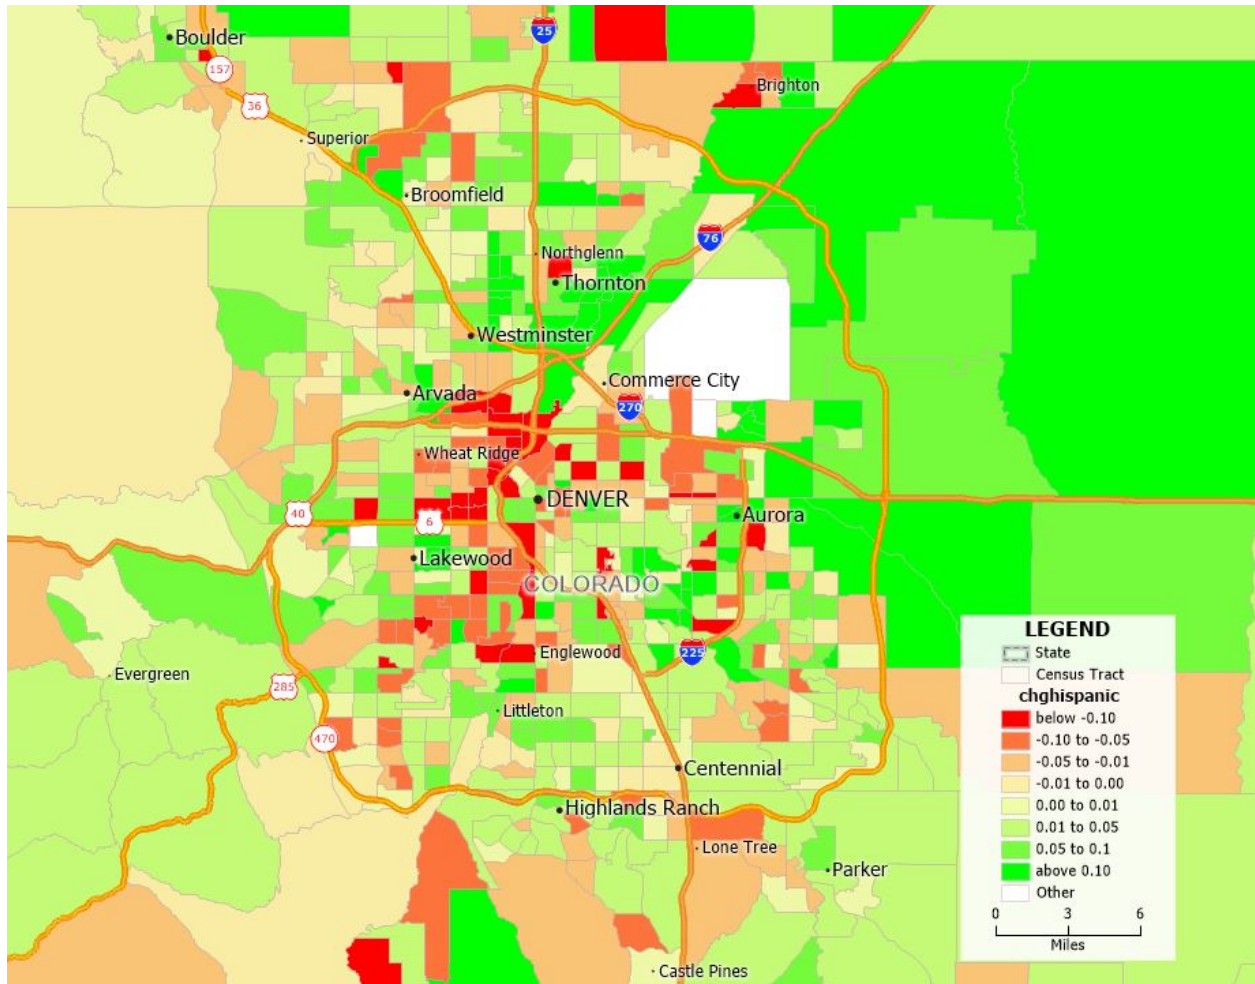 Boulder
25
157
36
Brighton
Superior
Broomfield
76
Northglenn
Thornton
Westminster
Commerce City
Arvada
270
Wheat Ridge
DENVER
40
6
Aurora
Lakewood
COLORADO
Englewood
225
Evergreen
285
Littleton
470
Centennial
Highlands Ranch
Lone Tree
Parker
Castle Pines
LEGEND
State
Census Tract
chghispanic
below -0.10
-0.10 to -0.05
-0.05 to -0.01
-0.01 to 0.00
0.00 to 0.01
0.01 to 0.05
0.05 to 0.1
above 0.10
Other
0 3 6
Miles